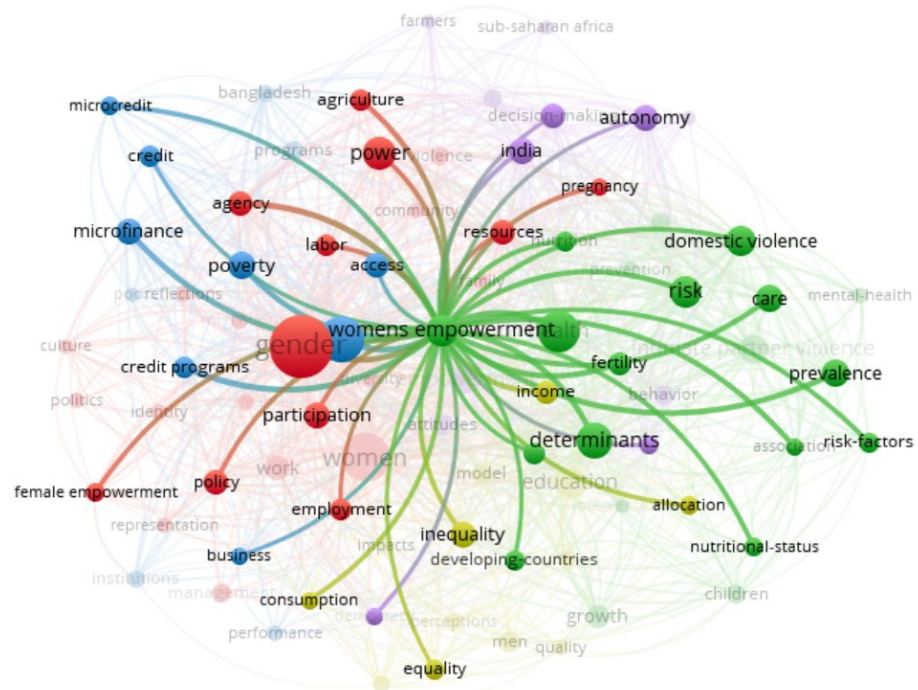 farmers
sub-saharan africa
microcredit
bangladesh
agriculture
decision-making
autonomy
credit
programs
power
violence
india
pregnancy
agency
community
microfinance
labor
resources
nutrition
domestic violence
poverty
access
prevention
family
risk
care
mental-health
reflections
gender
womens empowerment
culture
intimate partner violence
credit programs
diversity
fertility
prevalence
politics
identity
participation
income
behavior
attitudes
determinants
association
risk-factors
women
work
model
education
female empowerment
policy
employment
allocation
representation
inequality
impacts
developing-countries
nutritional-status
business
institutions
management
consumption
children
growth
perceptions
performance
men
quality
equality